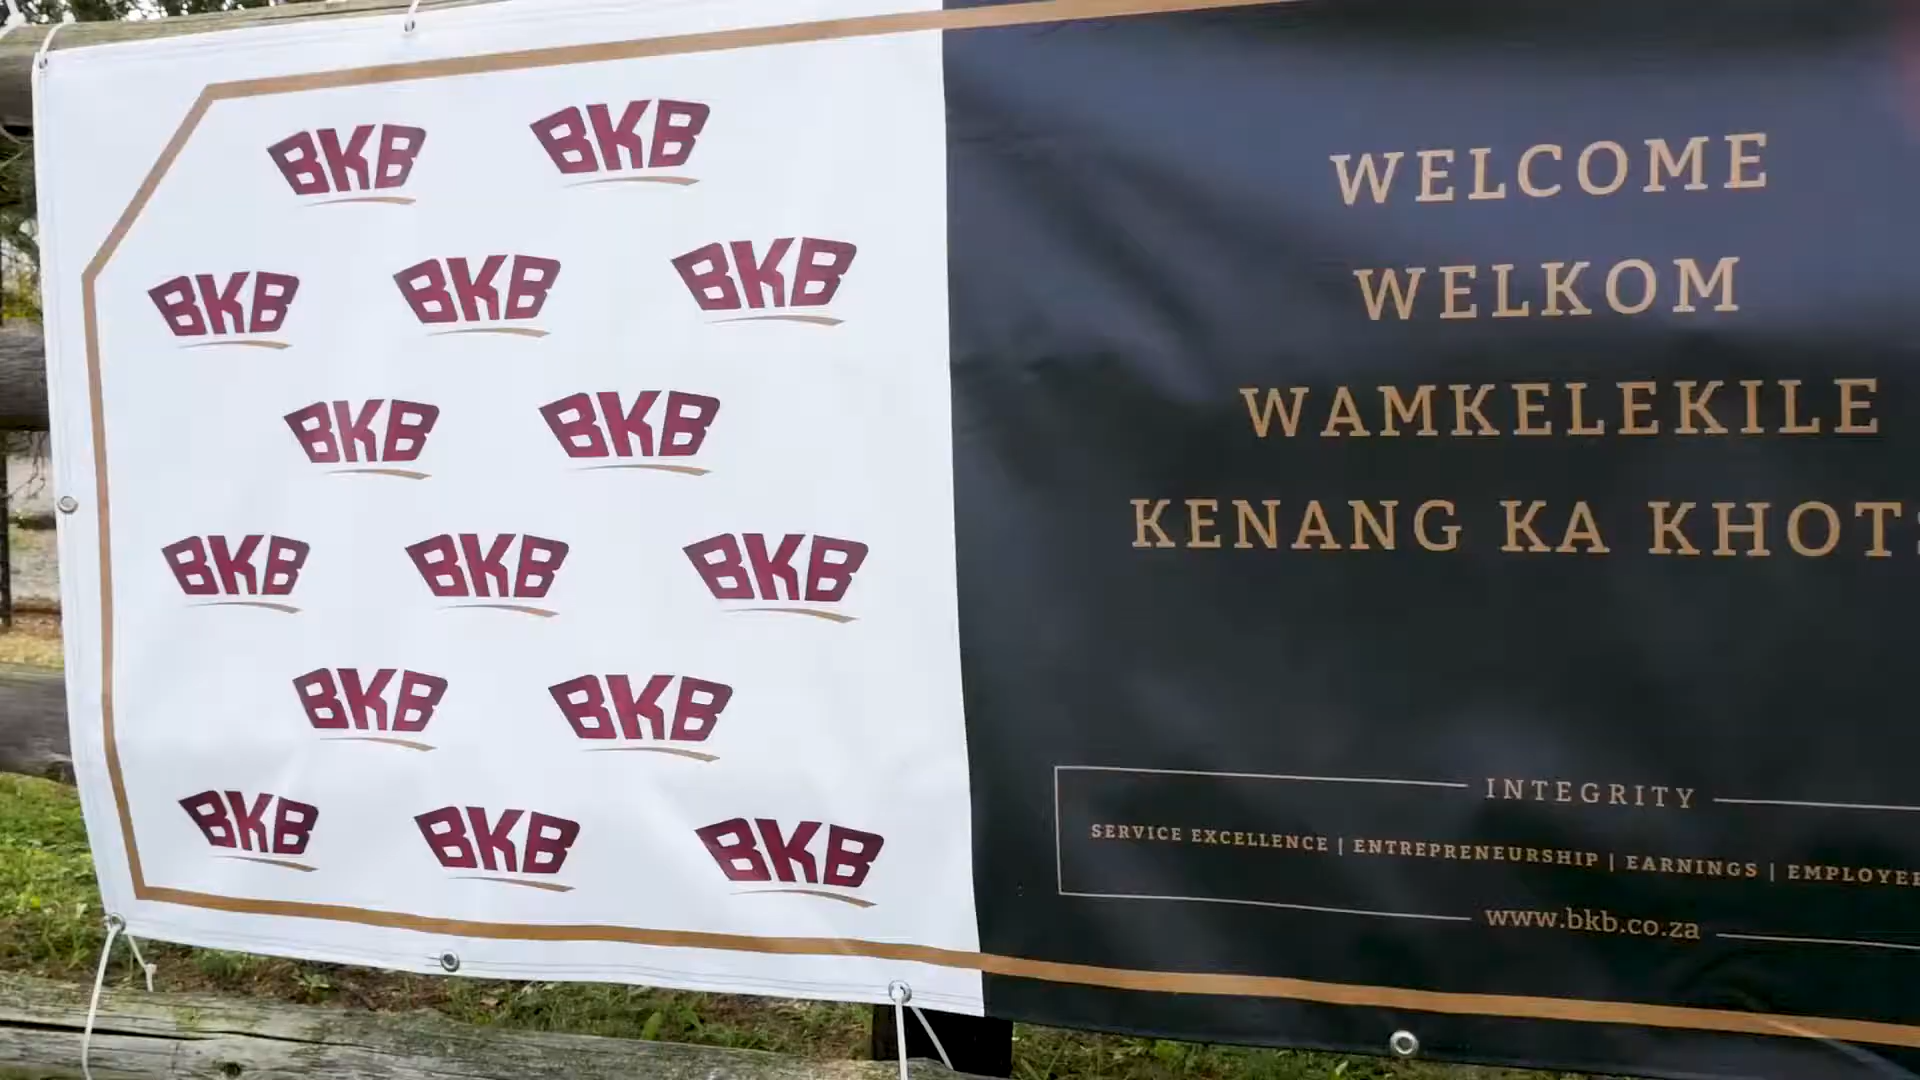 BKB BKB
BKB BKB BKB
BKB BKB
BKB BKB BKB
BKB BKB
BKB BKB BKB
WELCOME
WELKOM
WAMKELEKILE
KENANG KA
INTEGRITY
SERVICE EXCELLENCE | ENTREPRENEURSHIP | EARNINGS |
www.bkb.co.za